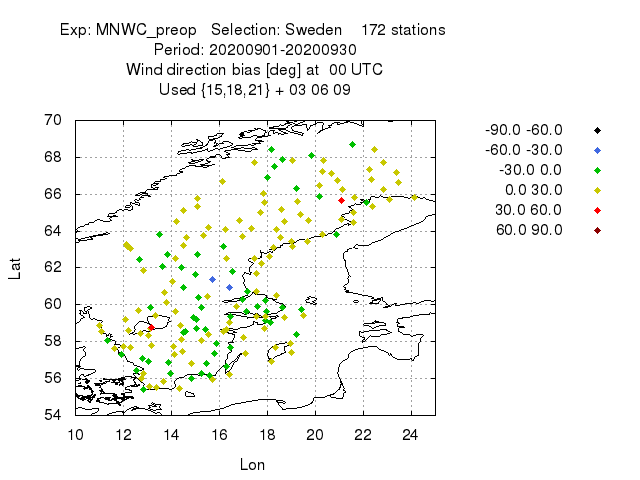 Exp: MNWC_preop   Selection: Sweden    172 stations
Period: 20200901-20200930
Wind direction bias [deg] at  00 UTC
Used {15,18,21} + 03 06 09
-90.0 -60.0
-60.0 -30.0
-30.0 0.0
0.0 30.0
30.0 60.0
60.0 90.0
70
68
66
64
62
60
58
56
54
Lat
10 12 14 16 18 20 22 24
Lon